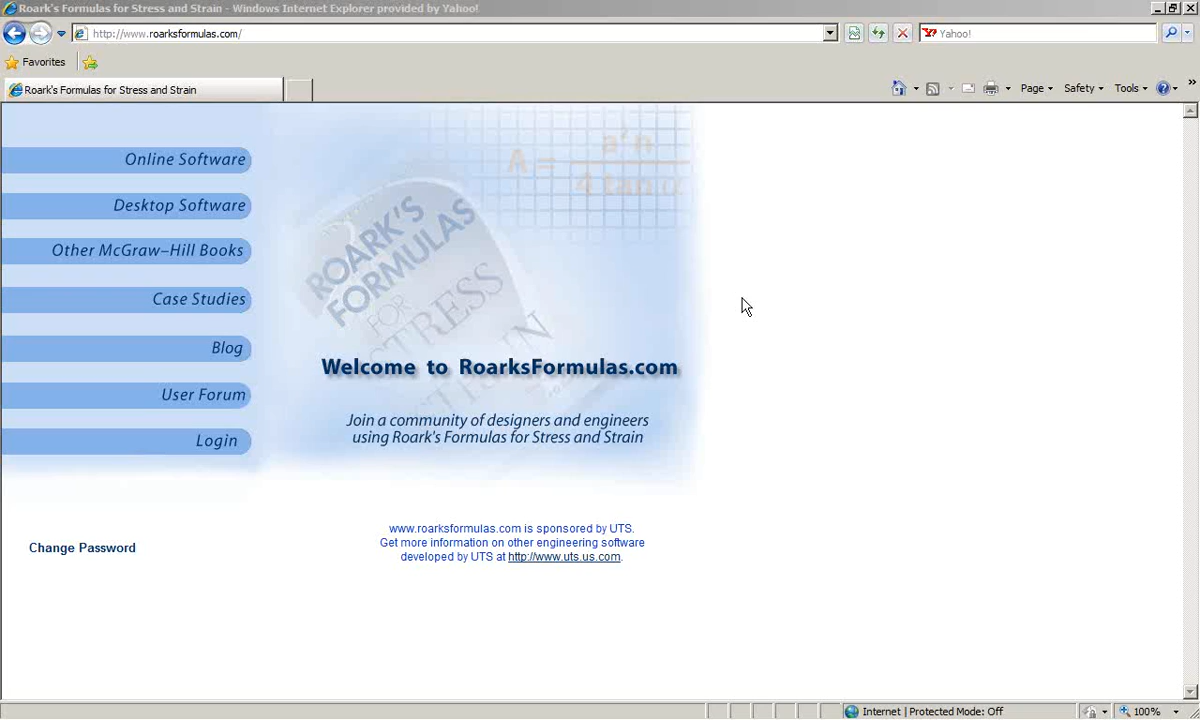 Roark's Formulas for Stress and Strain - Windows Internet Explorer provided by Yahoo!
http://www.roarksformulas.com/
Yahoo!
Favorites
Roark's Formulas for Stress and Strain
Page
Safety
Tools
Online Software
Desktop Software
Other McGraw-Hill Books
Case Studies
Blog
User Forum
Login
A = a² n
4 tan α
ROARK'S
FORMULAS
FOR
STRESS
STRAIN
Welcome to RoarksFormulas.com
Join a community of designers and engineers
using Roark's Formulas for Stress and Strain
Change Password
www.roarksformulas.com is sponsored by UTS.
Get more information on other engineering software
developed by UTS at http://www.uts.us.com.
Internet | Protected Mode: Off
100%